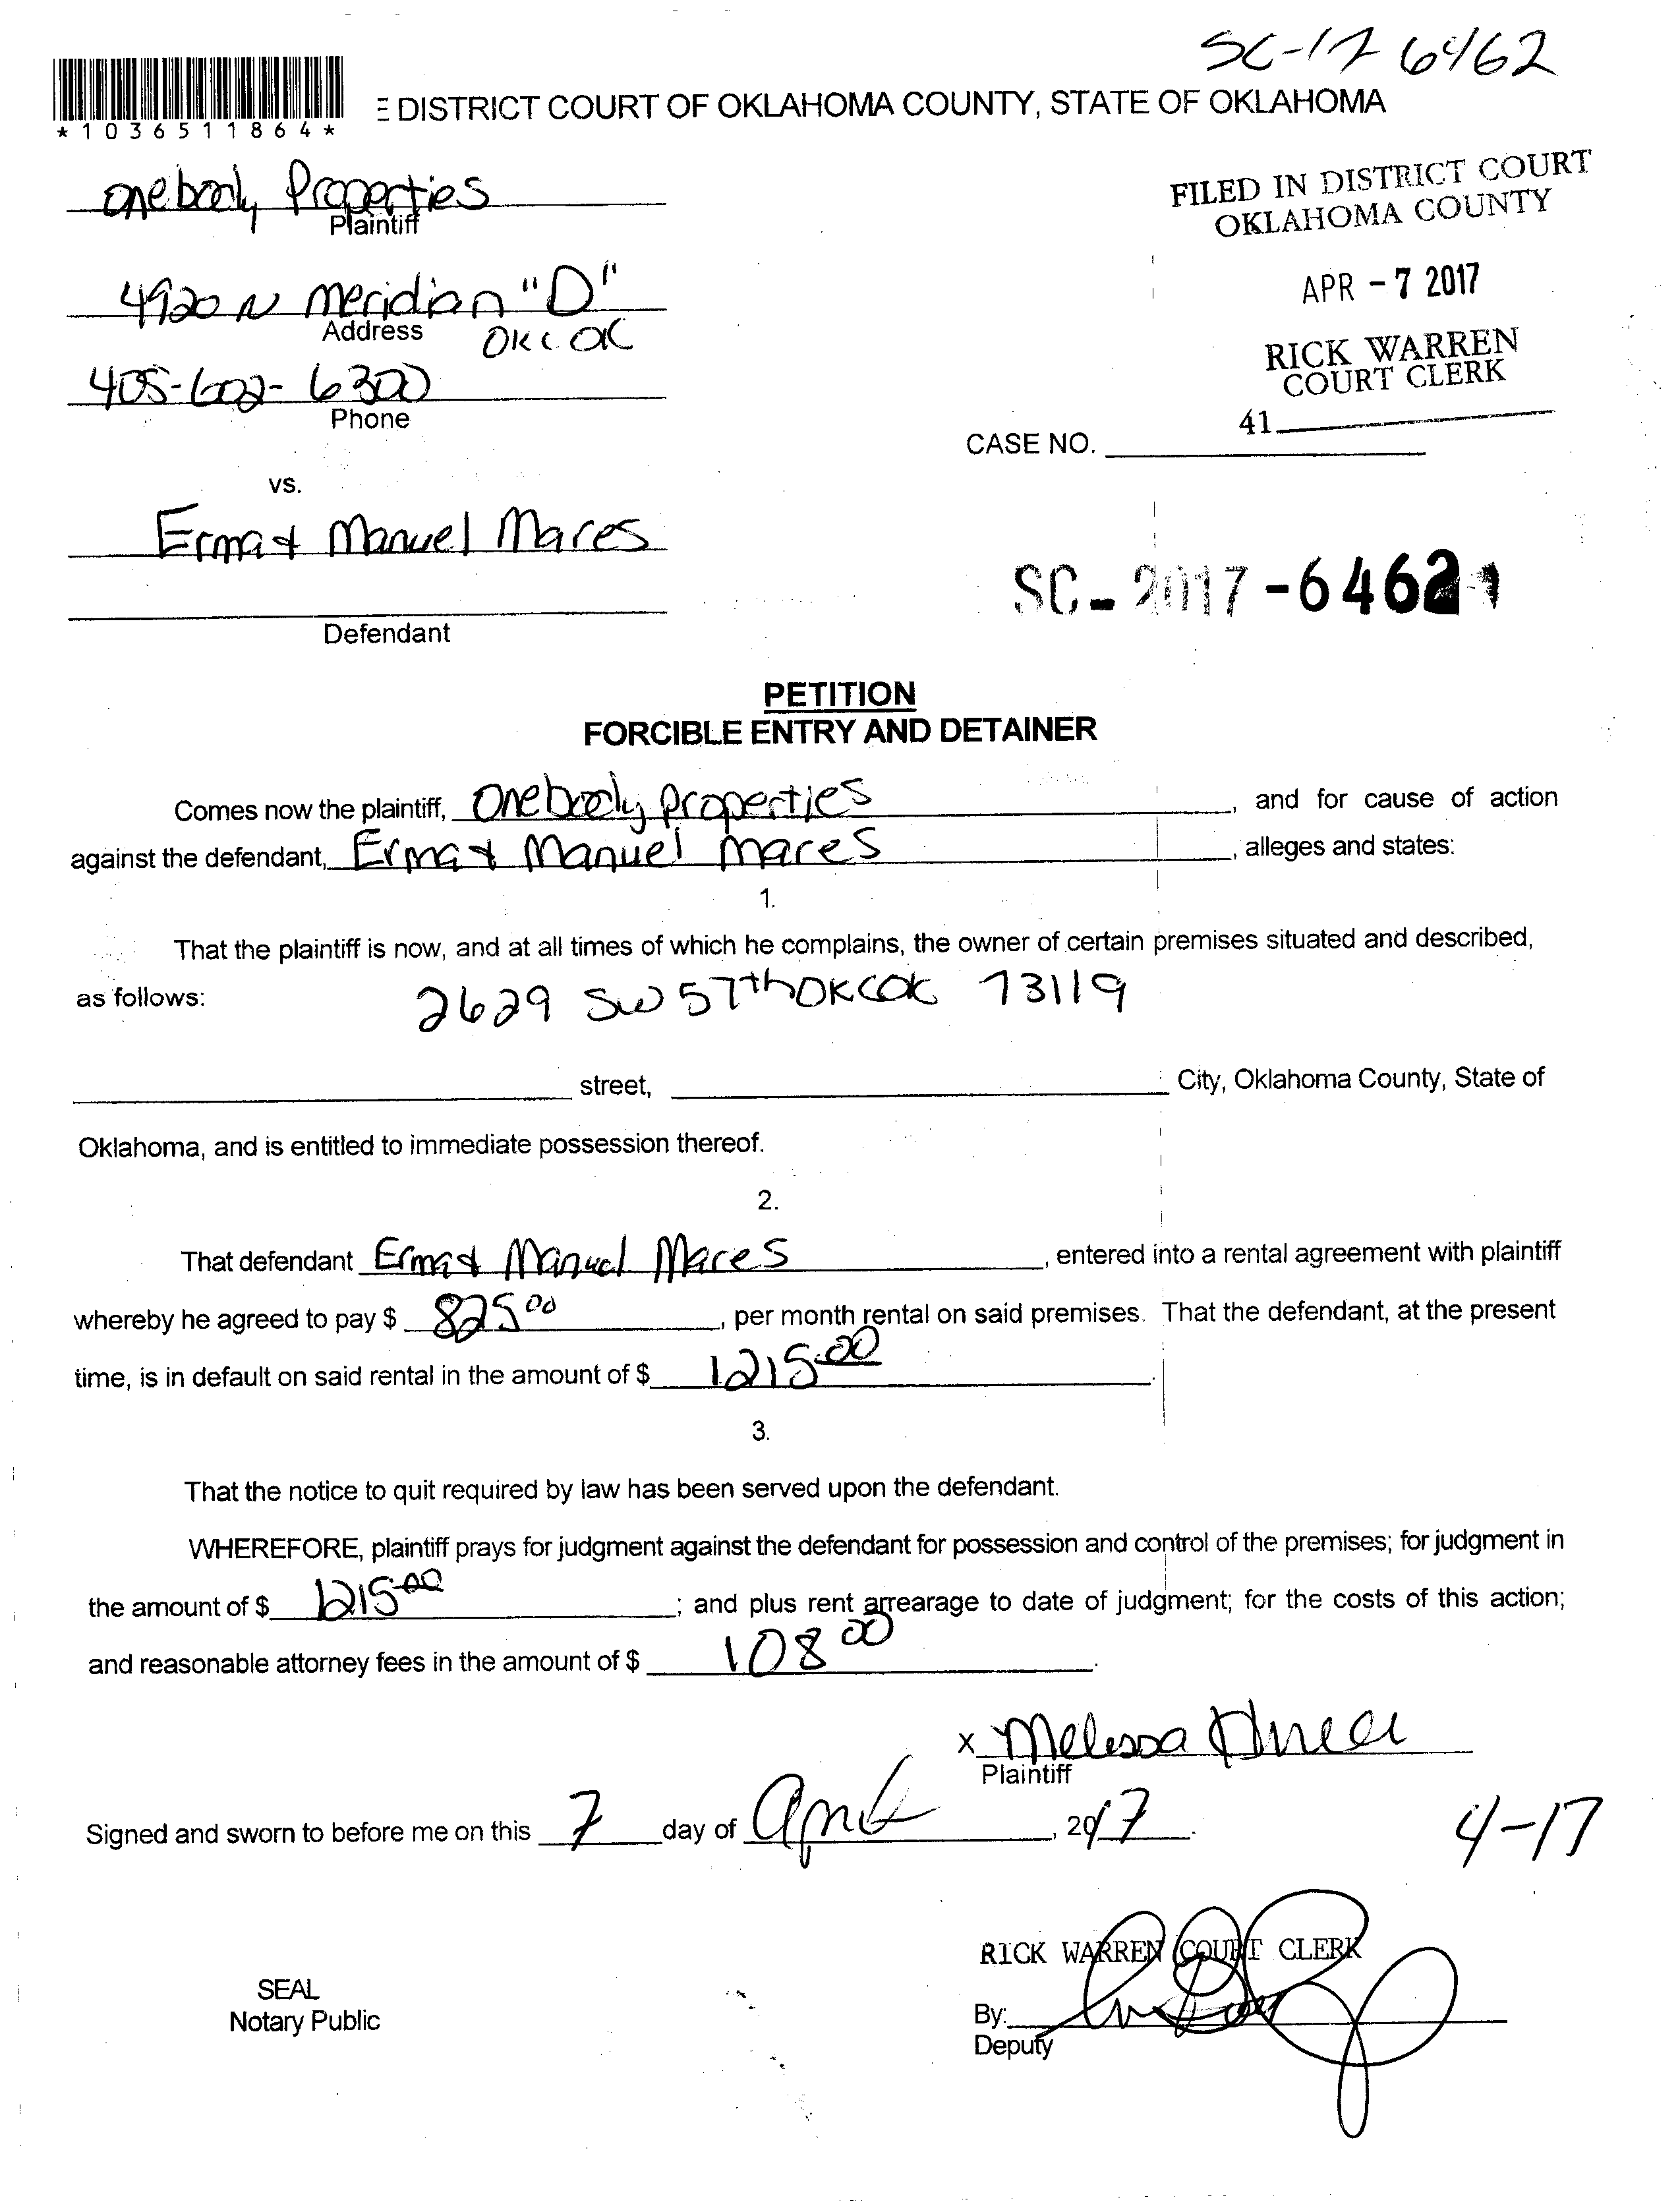 SC-17 6462
*1036511864*
E DISTRICT COURT OF OKLAHOMA COUNTY, STATE OF OKLAHOMA
onebody Properties
Plaintiff
FILED IN DISTRICT COURT
OKLAHOMA COUNTY
4920 N Meridian "D"
Address OKC OK
APR - 7 2017
405-602-6300
Phone
RICK WARREN
COURT CLERK
41
CASE NO.
vs.
Erma & Manuel Mares
SC - 2017 - 6462
Defendant
PETITION
FORCIBLE ENTRY AND DETAINER
Comes now the plaintiff, Onebody properties, and for cause of action
against the defendant, Erma & Manuel mares, alleges and states:
1.
That the plaintiff is now, and at all times of which he complains, the owner of certain premises situated and described,
as follows: 2629 SW 57th OKC OK 73119
street, City, Oklahoma County, State of
Oklahoma, and is entitled to immediate possession thereof.
2.
That defendant Erma & Manuel Mares, entered into a rental agreement with plaintiff
whereby he agreed to pay $ 825 00, per month rental on said premises. That the defendant, at the present
time, is in default on said rental in the amount of $ 1215.00.
3.
That the notice to quit required by law has been served upon the defendant.
WHEREFORE, plaintiff prays for judgment against the defendant for possession and control of the premises; for judgment in
the amount of $ 1215.00; and plus rent arrearage to date of judgment; for the costs of this action;
and reasonable attorney fees in the amount of $ 108 00.
x Melissa
Plaintiff
Signed and sworn to before me on this 7 day of April, 2017.
4-17
RICK WARREN COURT CLERK
SEAL
Notary Public
By:
Deputy